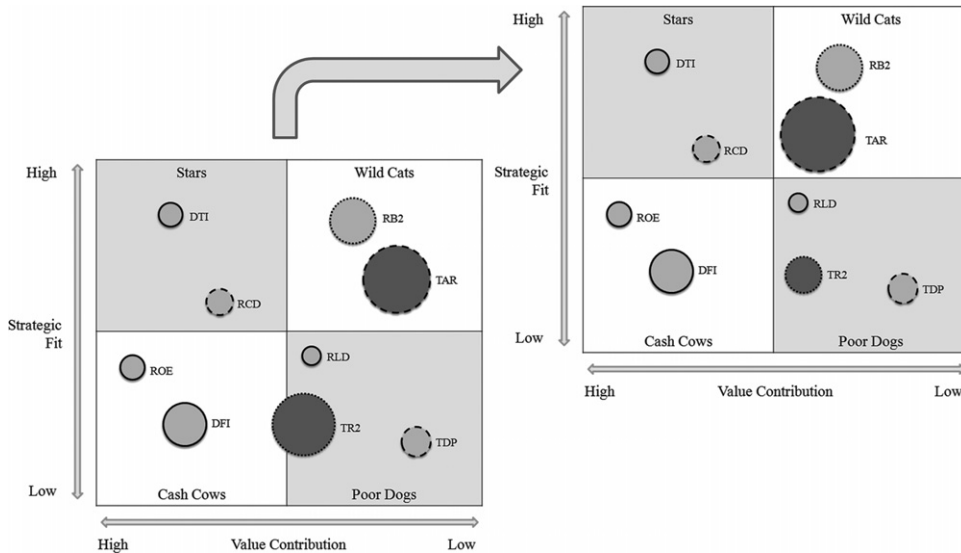 High
Stars
Wild Cats
DTI
RB2
TAR
RCD
Strategic
Fit
RLD
ROE
DFI
TR2
TDP
Low
Cash Cows
Poor Dogs
High
Value Contribution
Low
High
Stars
Wild Cats
DTI
RB2
TAR
RCD
Strategic
Fit
RLD
ROE
DFI
TR2
TDP
Low
Cash Cows
Poor Dogs
High
Value Contribution
Low